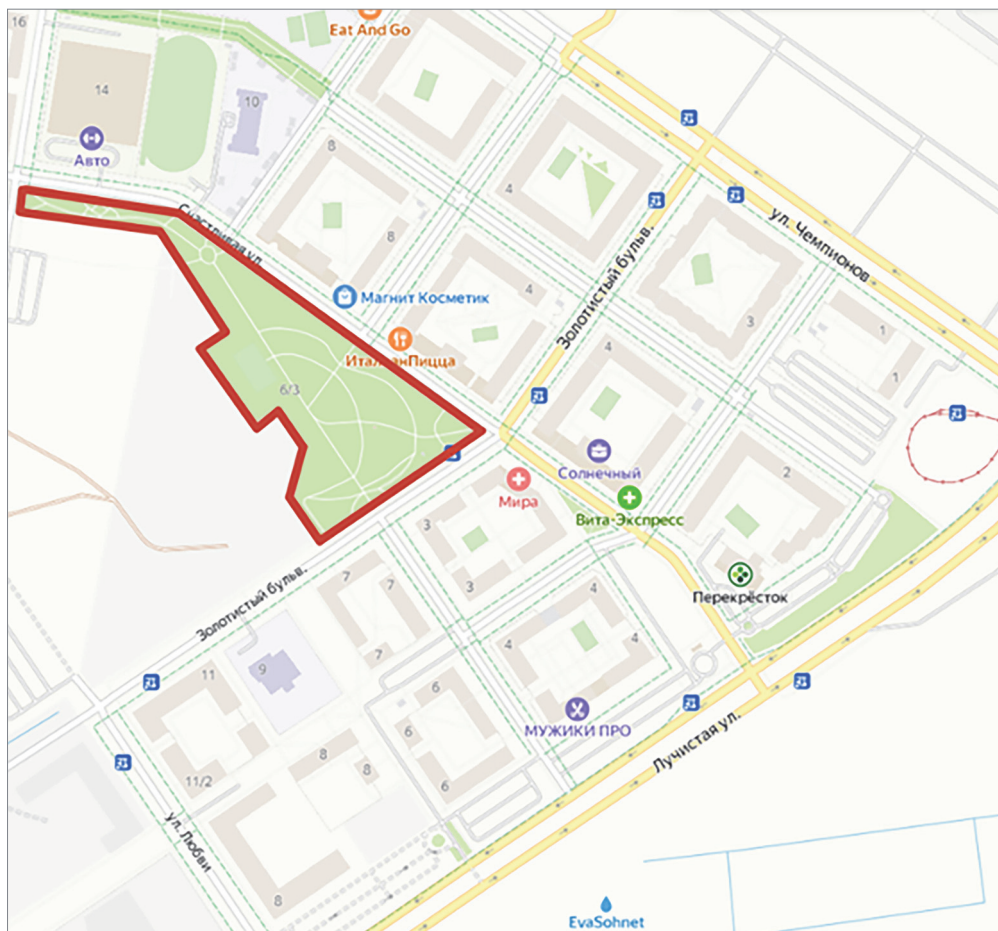 16
Eat And Go
14
10
Авто
8
4
Счастливая ул.
8
ул. Чемпионов
4
Магнит Косметик
Золотистый бульв.
3
1
ИталианПицца
4
1
6/3
Солнечный
2
Мира
Вита-Экспресс
3
7
3
4
Перекрёсток
7
Золотистый бульв.
4
4
7
9
11
6
МУЖИКИ ПРО
6
Лучистая ул.
8
8
11/2
6
ул. Любви
8
EvaSohnet